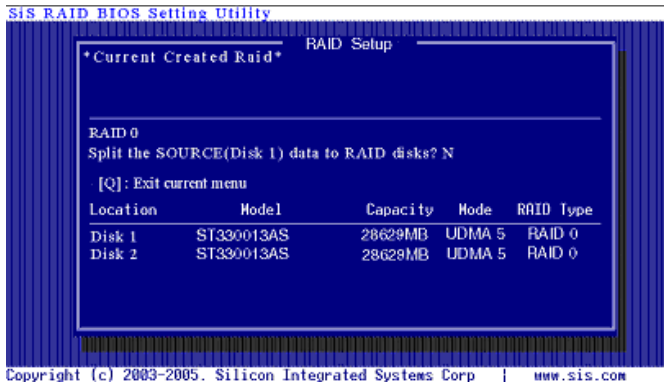 SiS RAID BIOS Setting Utility
RAID Setup
*Current Created Raid*
RAID 0
Split the SOURCE(Disk 1) data to RAID disks? N
[Q]: Exit current menu
Location Model Capacity Mode RAID Type
Disk 1 ST330013AS 28629MB UDMA 5 RAID 0
Disk 2 ST330013AS 28629MB UDMA 5 RAID 0
Copyright (c) 2003-2005. Silicon Integrated Systems Corp | www.sis.com